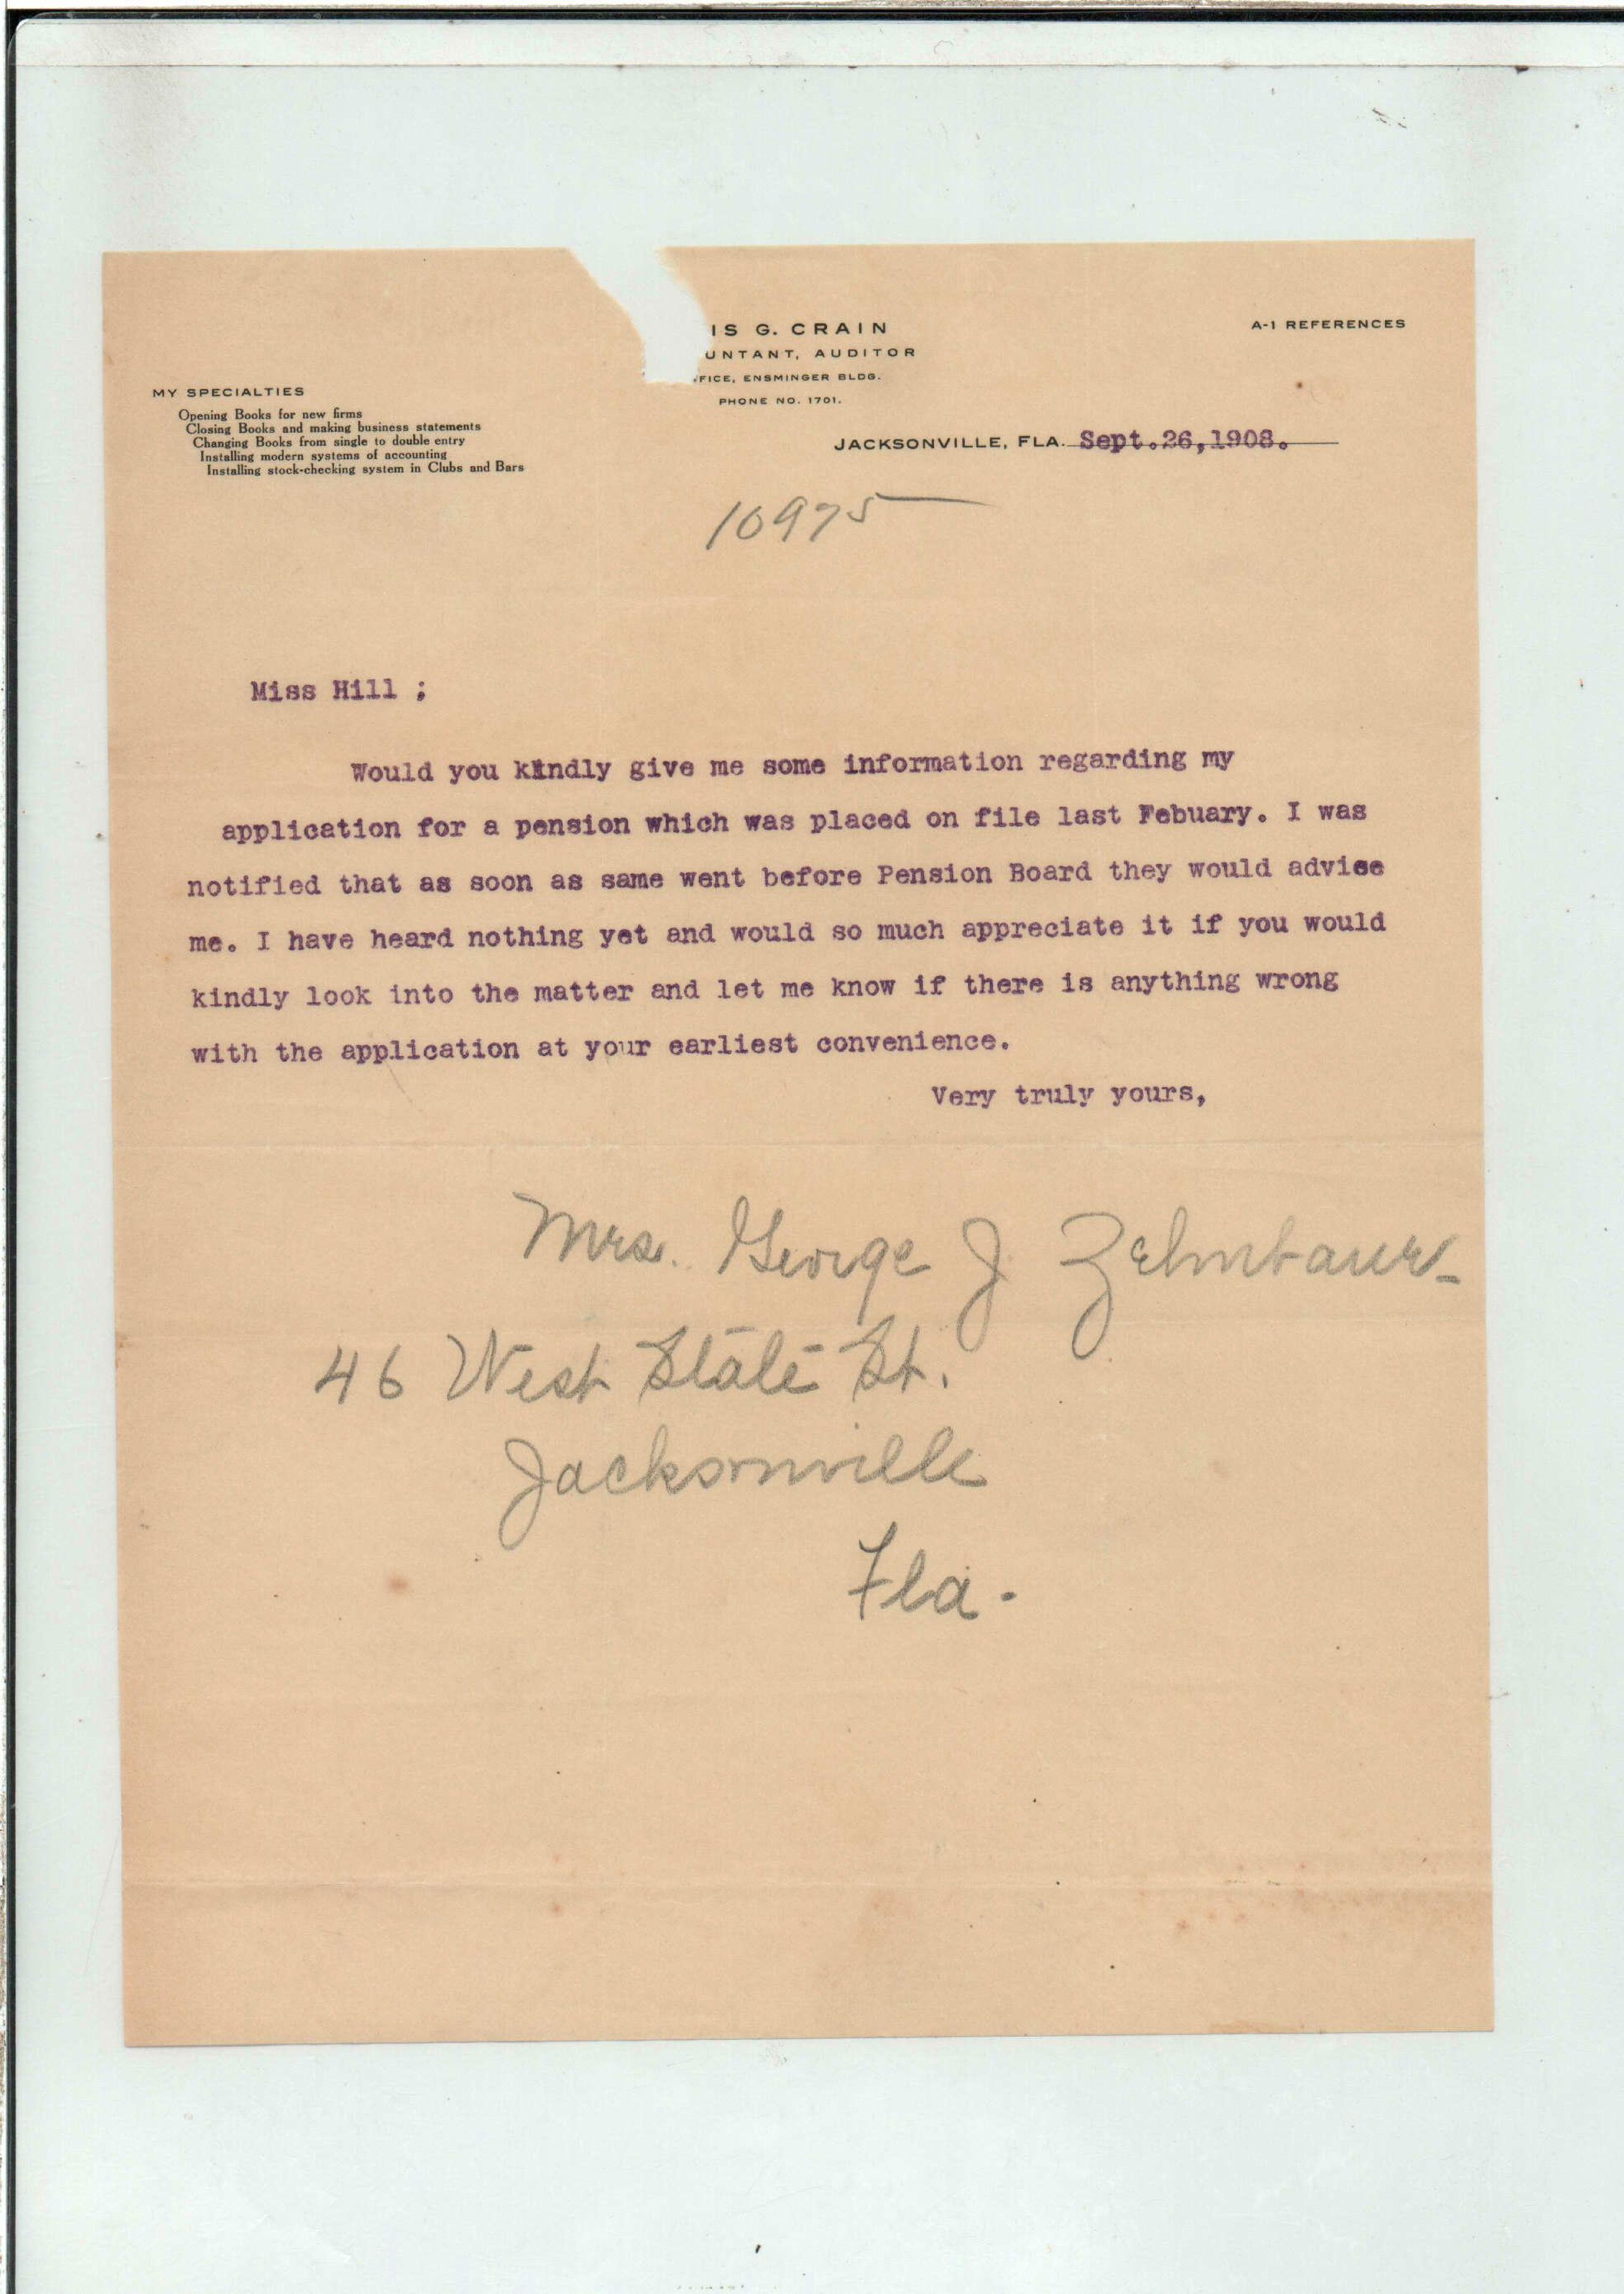 IS G. CRAIN
UNTANT, AUDITOR
FICE, ENSMINGER BLDG.
PHONE NO. 1701.
A-1 REFERENCES
MY SPECIALTIES
Opening Books for new firms
Closing Books and making business statements
Changing Books from single to double entry
Installing modern systems of accounting
Installing stock-checking system in Clubs and Bars
JACKSONVILLE, FLA. Sept.26,1908.
10975
Miss Hill ;
Would you kindly give me some information regarding my
application for a pension which was placed on file last Febuary. I was
notified that as soon as same went before Pension Board they would advise
me. I have heard nothing yet and would so much appreciate it if you would
kindly look into the matter and let me know if there is anything wrong
with the application at your earliest convenience.
Very truly yours,
Mrs. George J
46 West State St.
Jacksonville
Fla.